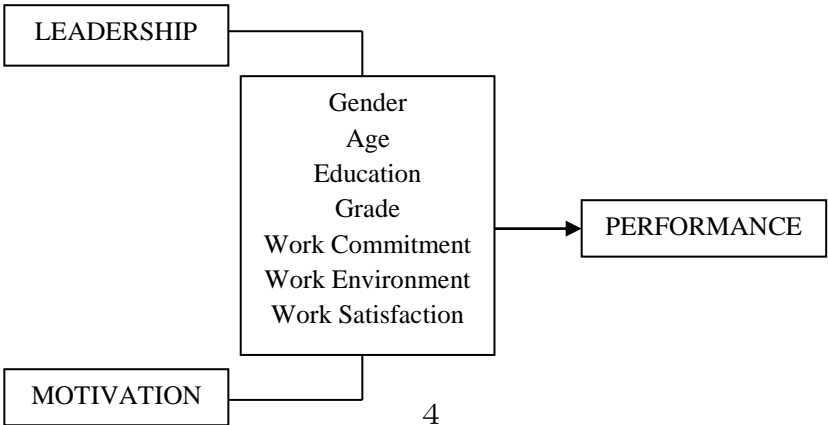 LEADERSHIP
Gender
Age
Education
Grade
Work Commitment
Work Environment
Work Satisfaction
PERFORMANCE
MOTIVATION
4